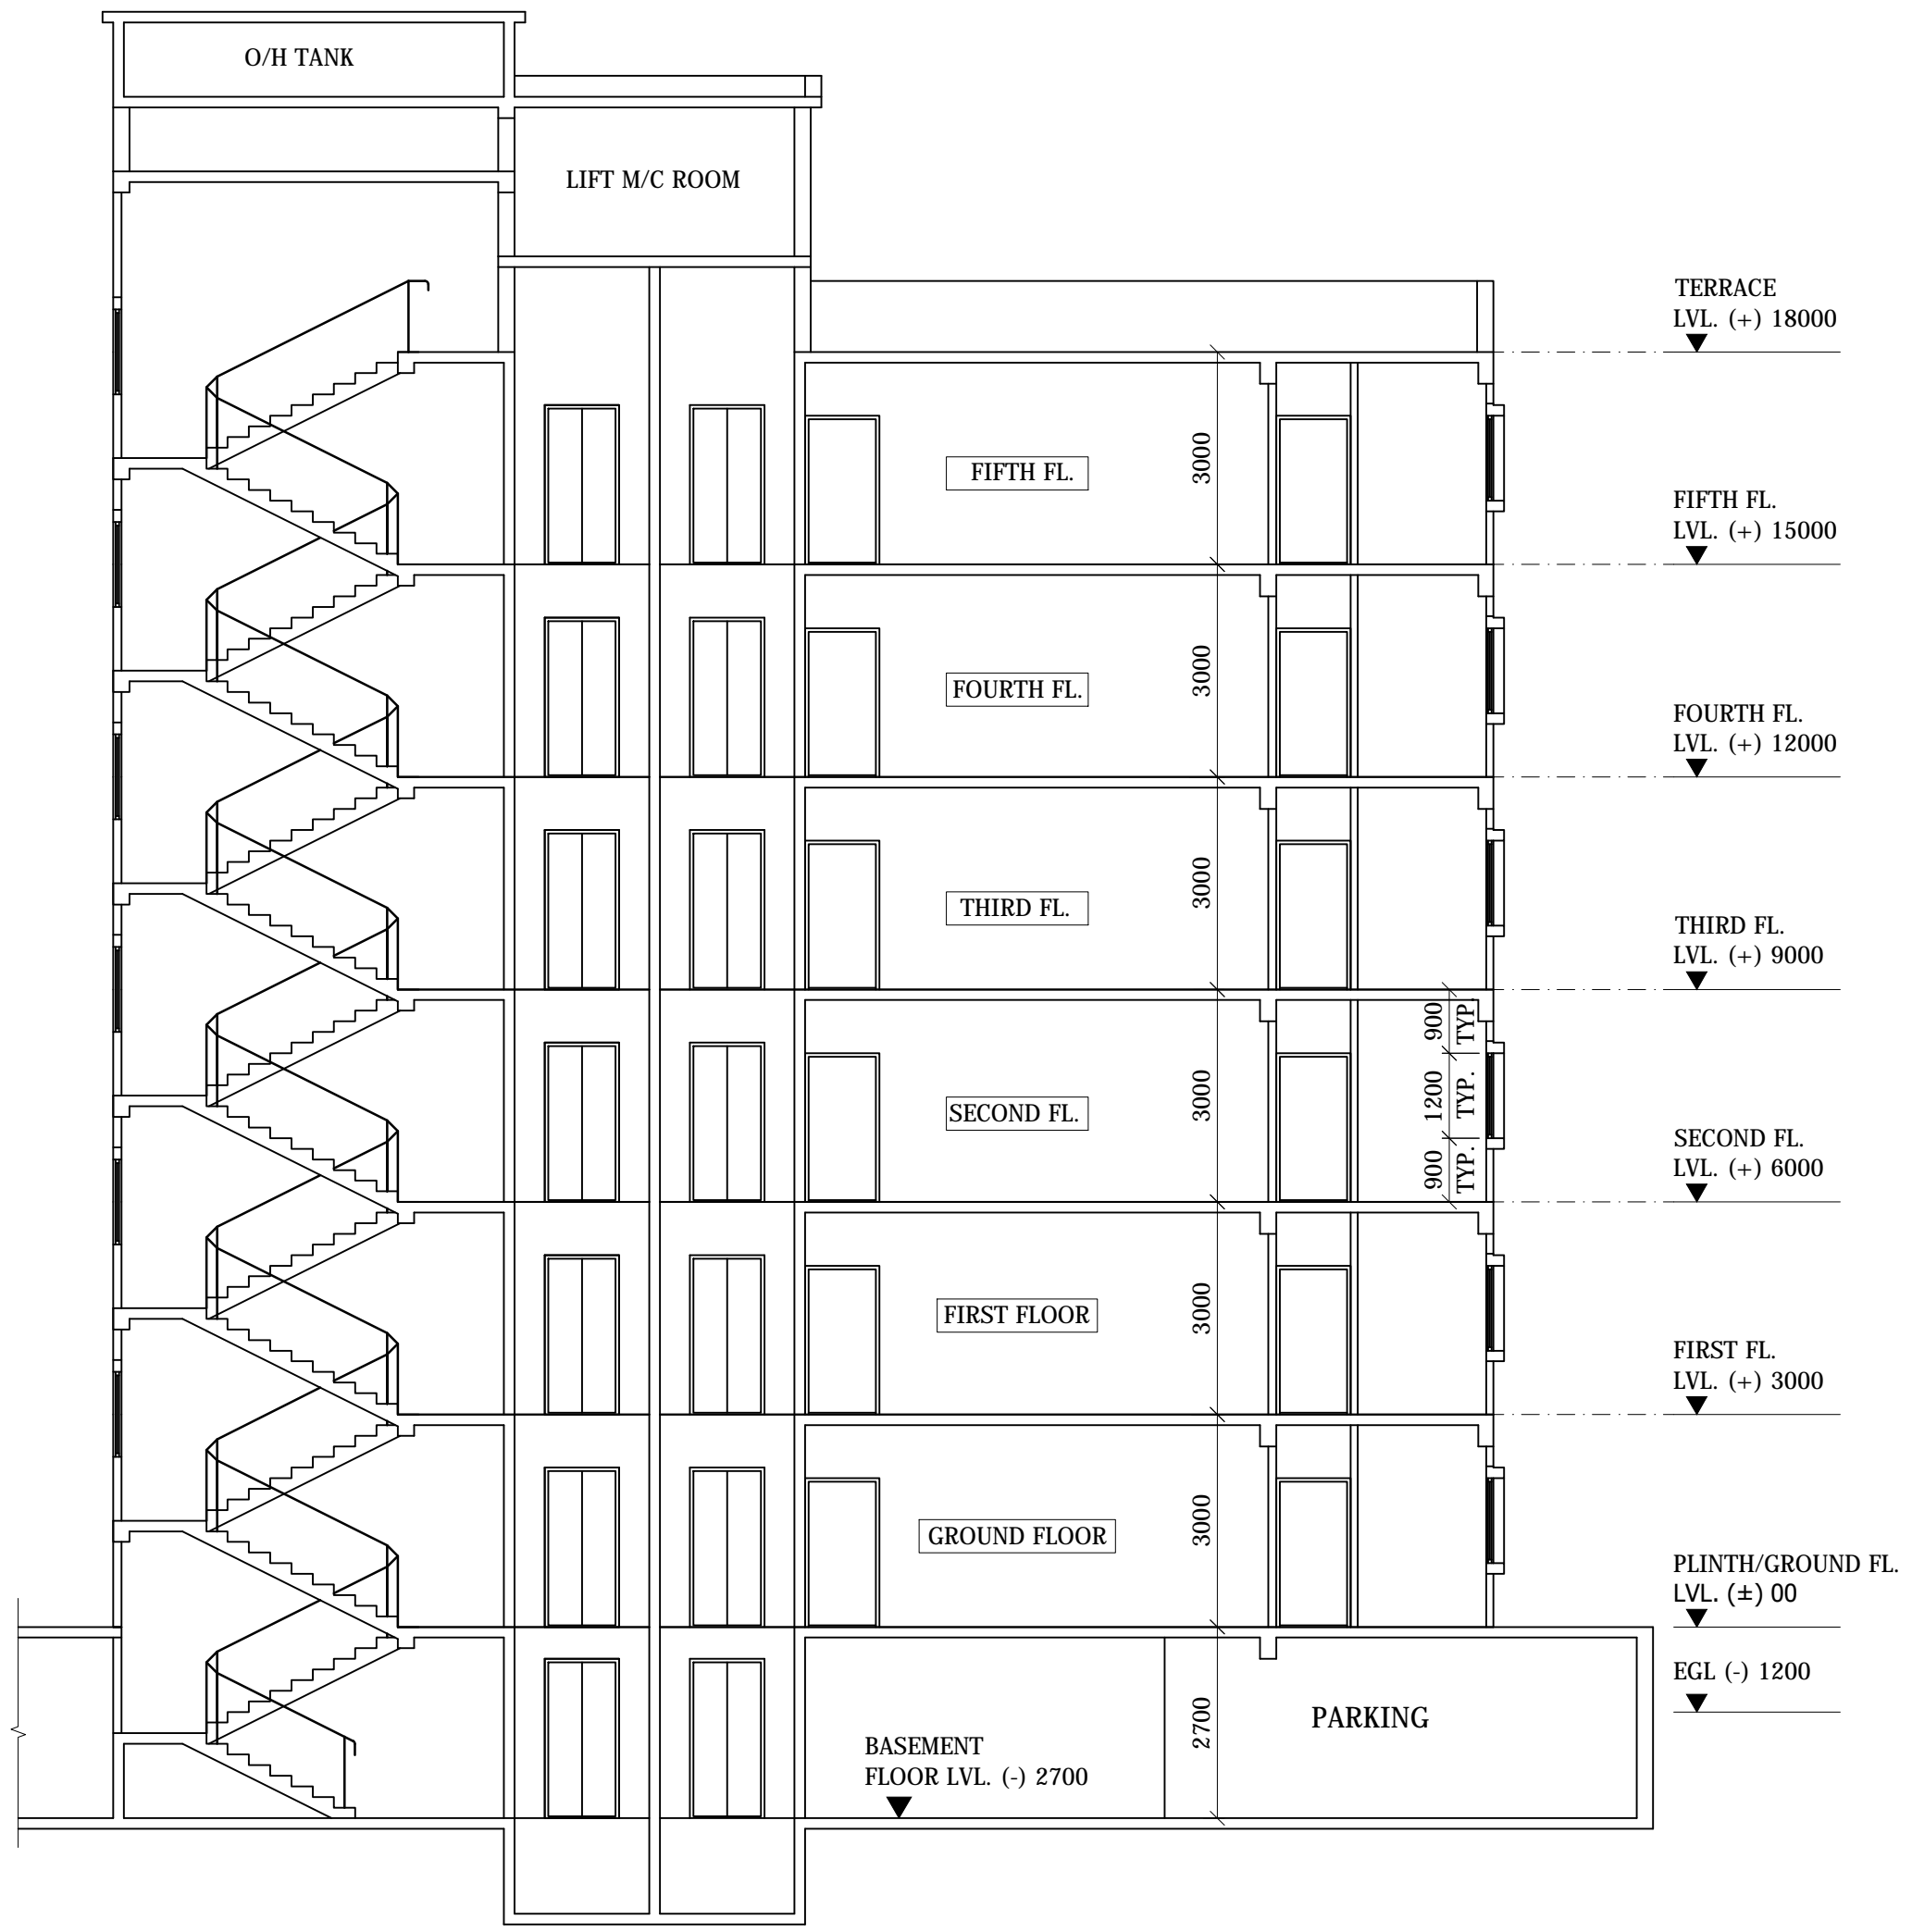 O/H TANK
LIFT M/C ROOM
TERRACE
LVL. (+) 18000
3000
FIFTH FL.
FIFTH FL.
LVL. (+) 15000
3000
FOURTH FL.
FOURTH FL.
LVL. (+) 12000
3000
THIRD FL.
THIRD FL.
LVL. (+) 9000
900
TYP.
1200
TYP.
900
TYP.
3000
SECOND FL.
SECOND FL.
LVL. (+) 6000
3000
FIRST FLOOR
FIRST FL.
LVL. (+) 3000
3000
GROUND FLOOR
PLINTH/GROUND FL.
LVL. (±) 00
EGL (-) 1200
2700
PARKING
BASEMENT
FLOOR LVL. (-) 2700